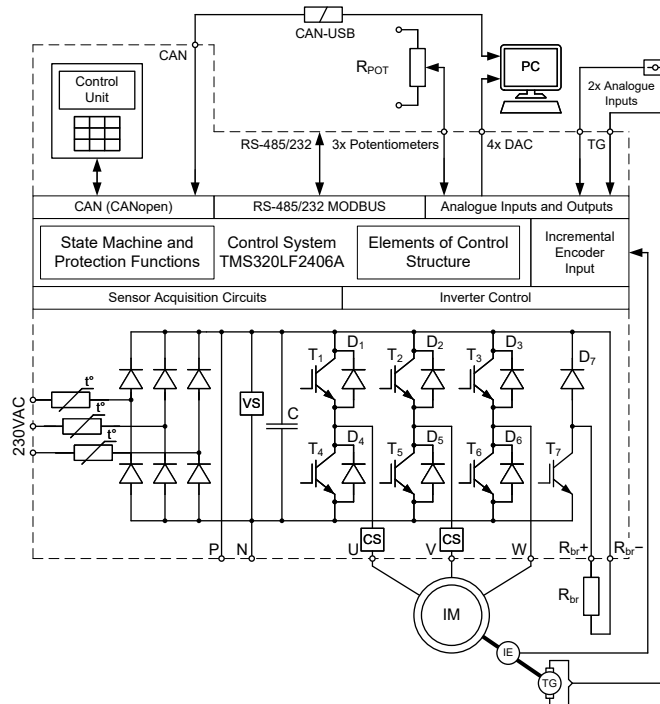 CAN-USB
CAN
R_POT
PC
Control
Unit
2x Analogue
Inputs
RS-485/232
3x Potentiometers
4x DAC
TG
CAN (CANopen)
RS-485/232 MODBUS
Analogue Inputs and Outputs
State Machine and
Protection Functions
Control System
TMS320LF2406A
Elements of Control
Structure
Incremental
Encoder
Input
Sensor Acquisition Circuits
Inverter Control
D1
D2
D3
T1
T2
T3
D7
t°
t°
t°
230VAC
VS
C
D4
D5
D6
T4
T5
T6
T7
CS
CS
P
N
U
V
W
Rbr+
Rbr−
Rbr
IM
IE
TG